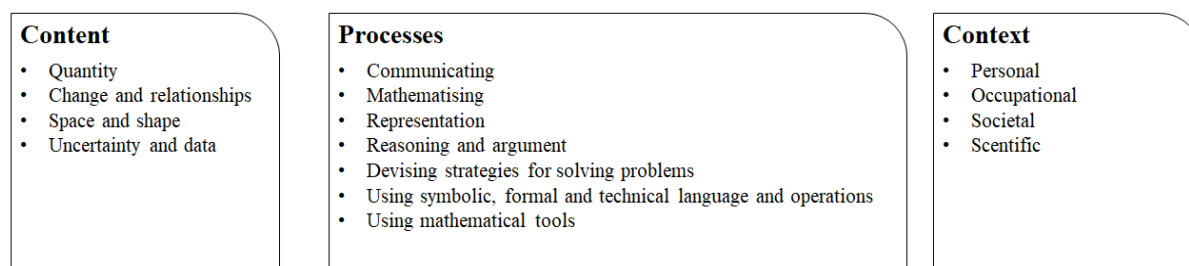 Content
• Quantity
• Change and relationships
• Space and shape
• Uncertainty and data
Processes
• Communicating
• Mathematising
• Representation
• Reasoning and argument
• Devising strategies for solving problems
• Using symbolic, formal and technical language and operations
• Using mathematical tools
Context
• Personal
• Occupational
• Societal
• Scentific